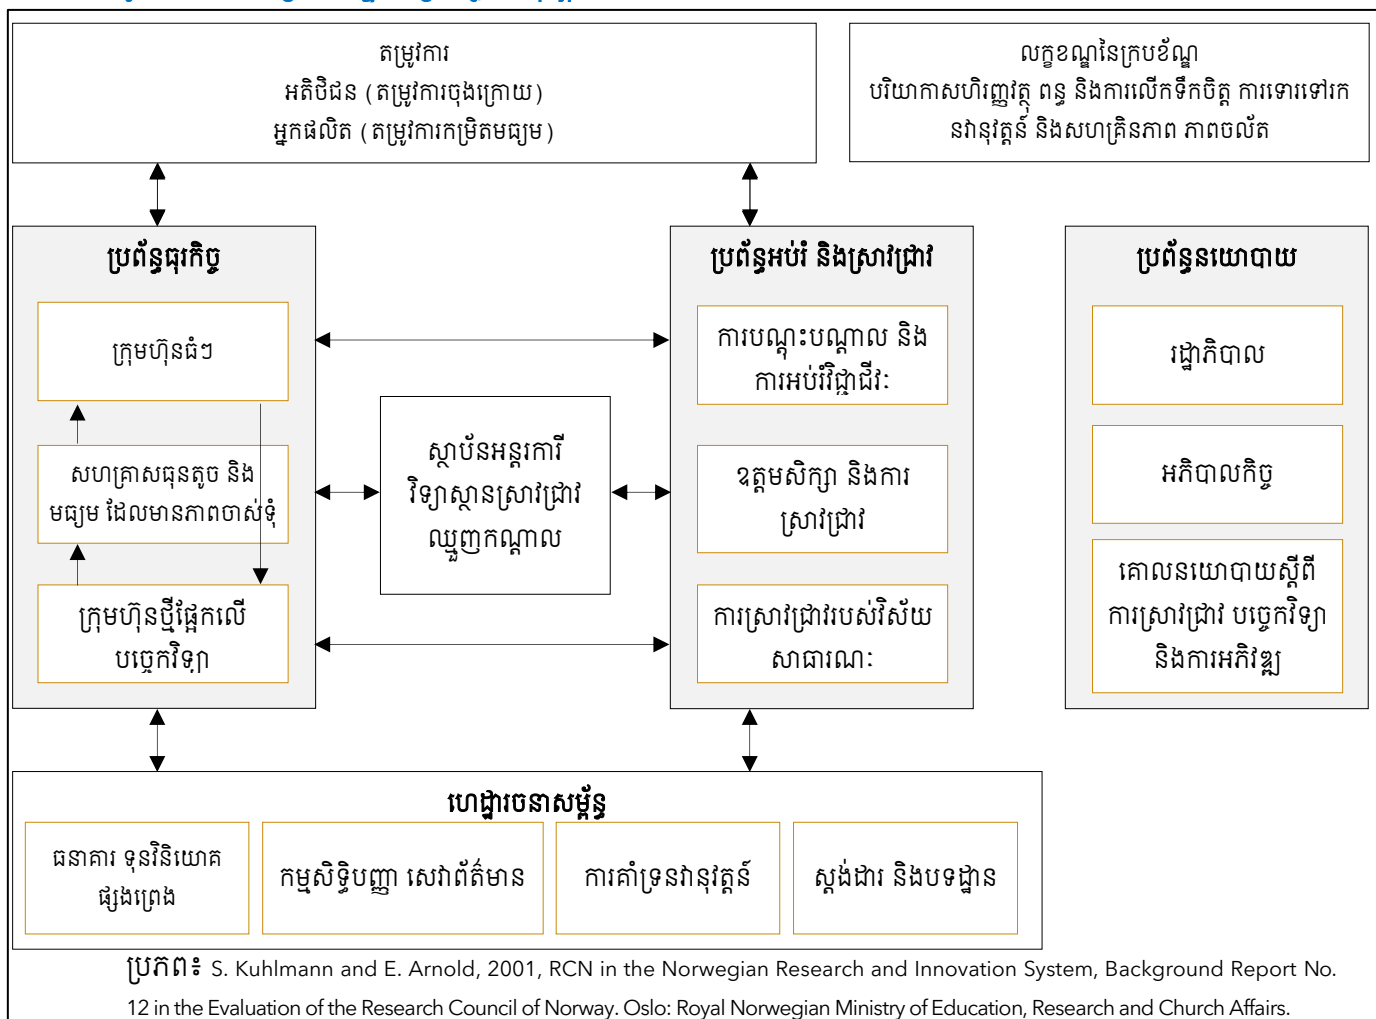 តម្រូវការ
អតិថិជន (តម្រូវការចុងក្រោយ)
អ្នកផលិត (តម្រូវការកម្រិតមធ្យម)
លក្ខខណ្ឌនៃក្របខ័ណ្ឌ
បរិយាកាសហិរញ្ញវត្ថុ ពន្ធ និងការលើកទឹកចិត្ត ការទោរទៅរក
នវានុវត្តន៍ និងសហគ្រិនភាព ភាពចល័ត
ប្រព័ន្ធធុរកិច្ច
ក្រុមហ៊ុនធំៗ
សហគ្រាសធុនតូច និង
មធ្យម ដែលមានភាពចាស់ទុំ
ក្រុមហ៊ុនថ្មីផ្អែកលើ
បច្ចេកវិទ្យា
ស្ថាប័នអន្តរការី
វិទ្យាស្ថានស្រាវជ្រាវ
ឈ្មួញកណ្តាល
ប្រព័ន្ធអប់រំ និងស្រាវជ្រាវ
ការបណ្តុះបណ្តាល និង
ការអប់រំវិជ្ជាជីវៈ
ឧត្តមសិក្សា និងការ
ស្រាវជ្រាវ
ការស្រាវជ្រាវរបស់វិស័យ
សាធារណៈ
ប្រព័ន្ធនយោបាយ
រដ្ឋាភិបាល
អភិបាលកិច្ច
គោលនយោបាយស្តីពី
ការស្រាវជ្រាវ បច្ចេកវិទ្យា
និងការអភិវឌ្ឍ
ហេដ្ឋារចនាសម្ព័ន្ធ
ធនាគារ ទុនវិនិយោគ
ផ្សងព្រេង
កម្មសិទ្ធិបញ្ញា សេវាព័ត៌មាន
ការគាំទ្រនវានុវត្តន៍
ស្តង់ដារ និងបទដ្ឋាន
ប្រភព៖ S. Kuhlmann and E. Arnold, 2001, RCN in the Norwegian Research and Innovation System, Background Report No.
12 in the Evaluation of the Research Council of Norway. Oslo: Royal Norwegian Ministry of Education, Research and Church Affairs.